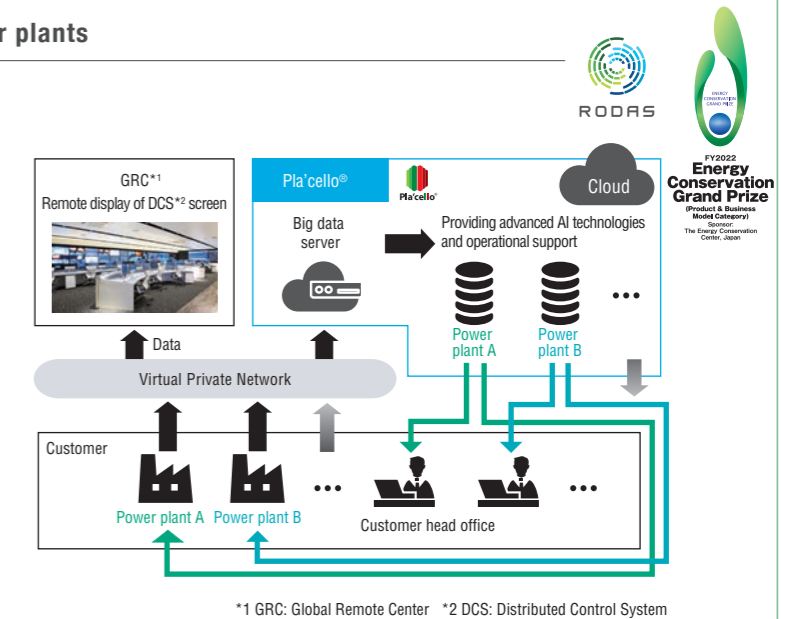 r plants
RODAS
ENERGY
CONSERVATION
GRAND PRIZE
FY2022
Energy
Conservation
Grand Prize
(Product & Business
Model Category)
Sponsor:
The Energy Conservation
Center, Japan
GRC*1
Remote display of DCS*2 screen
Pla'cello®
Pla'cello®
Cloud
Big data
server
Providing advanced AI technologies
and operational support
Power
plant A
Power
plant B
...
Data
Virtual Private Network
Customer
Power plant A
Power plant B
...
Customer head office
...
*1 GRC: Global Remote Center *2 DCS: Distributed Control System